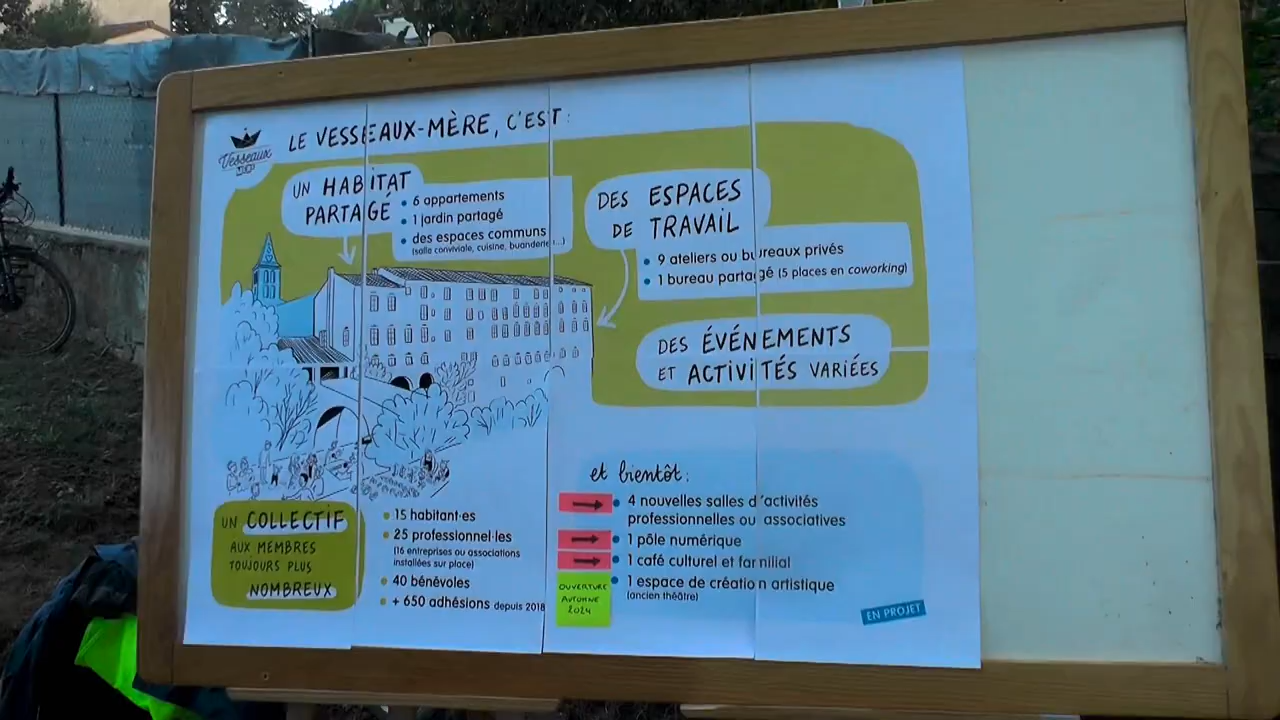 LE VESSEAUX-MÈRE, C'EST:
Vesseaux
UN HABITAT
PARTAGÉ
• 6 appartements
• 1 jardin partagé
• des espaces communs
(salle conviviale, cuisine, buanderie...)
DES ESPACES
DE TRAVAIL
• 9 ateliers ou bureaux privés
• 1 bureau partagé (5 places en coworking)
DES ÉVÉNEMENTS
ET ACTIVITÉS VARIÉES
UN COLLECTIF
AUX MEMBRES
TOUJOURS PLUS
NOMBREUX
• 15 habitant·es
• 25 professionnel·les
(16 entreprises ou associations
installées sur place)
• 40 bénévoles
• + 650 adhésions depuis 2018
et bientôt:
• 4 nouvelles salles d'activités
professionnelles ou associatives
• 1 pôle numérique
• 1 café culturel et familial
• 1 espace de création artistique
(ancien théâtre)
OUVERTURE
AUTOMNE
2024
EN PROJET